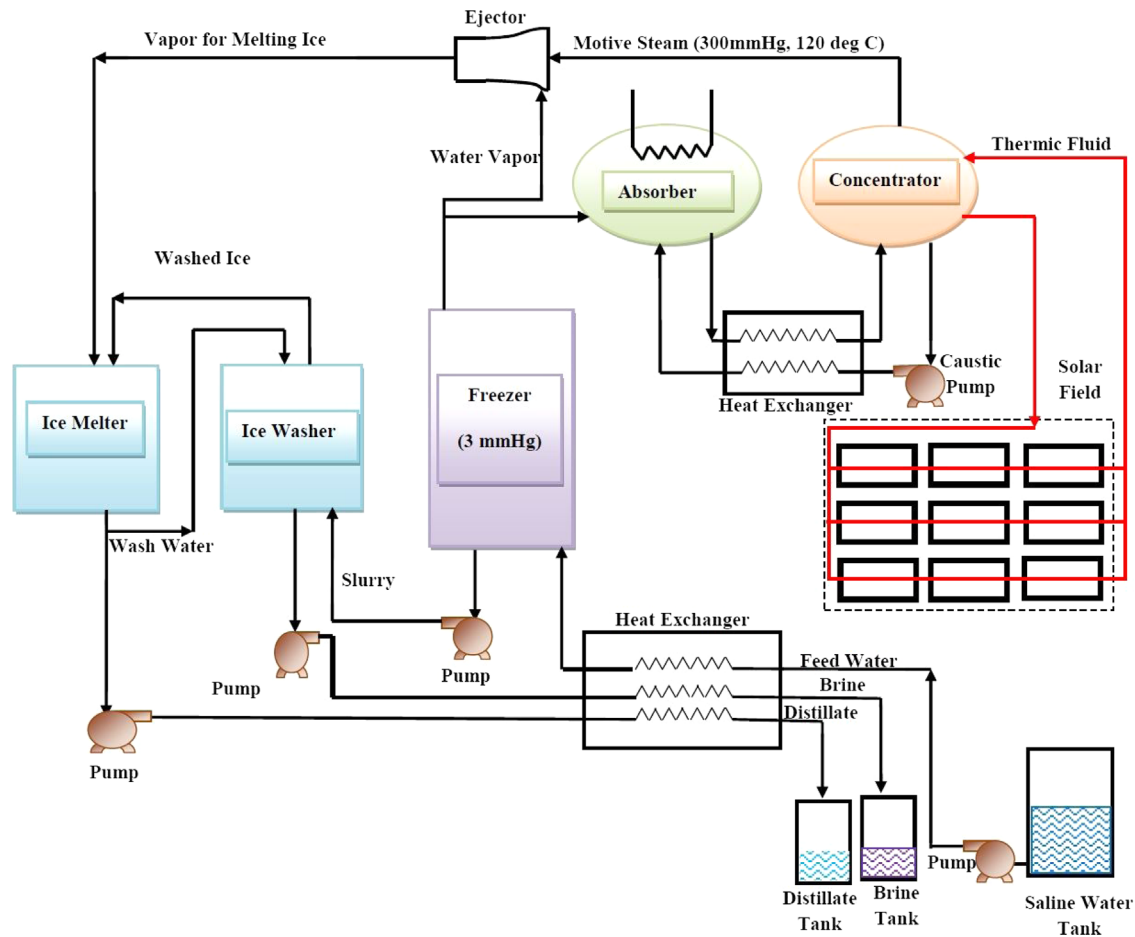 Ejector
Vapor for Melting Ice
Motive Steam (300mmHg, 120 deg C)
Water Vapor
Absorber
Concentrator
Thermic Fluid
Washed Ice
Ice Melter
Ice Washer
Freezer
(3 mmHg)
Heat Exchanger
Caustic
Pump
Solar
Field
Wash Water
Slurry
Pump
Pump
Pump
Heat Exchanger
Feed Water
Brine
Distillate
Pump
Distillate
Tank
Brine
Tank
Saline Water
Tank